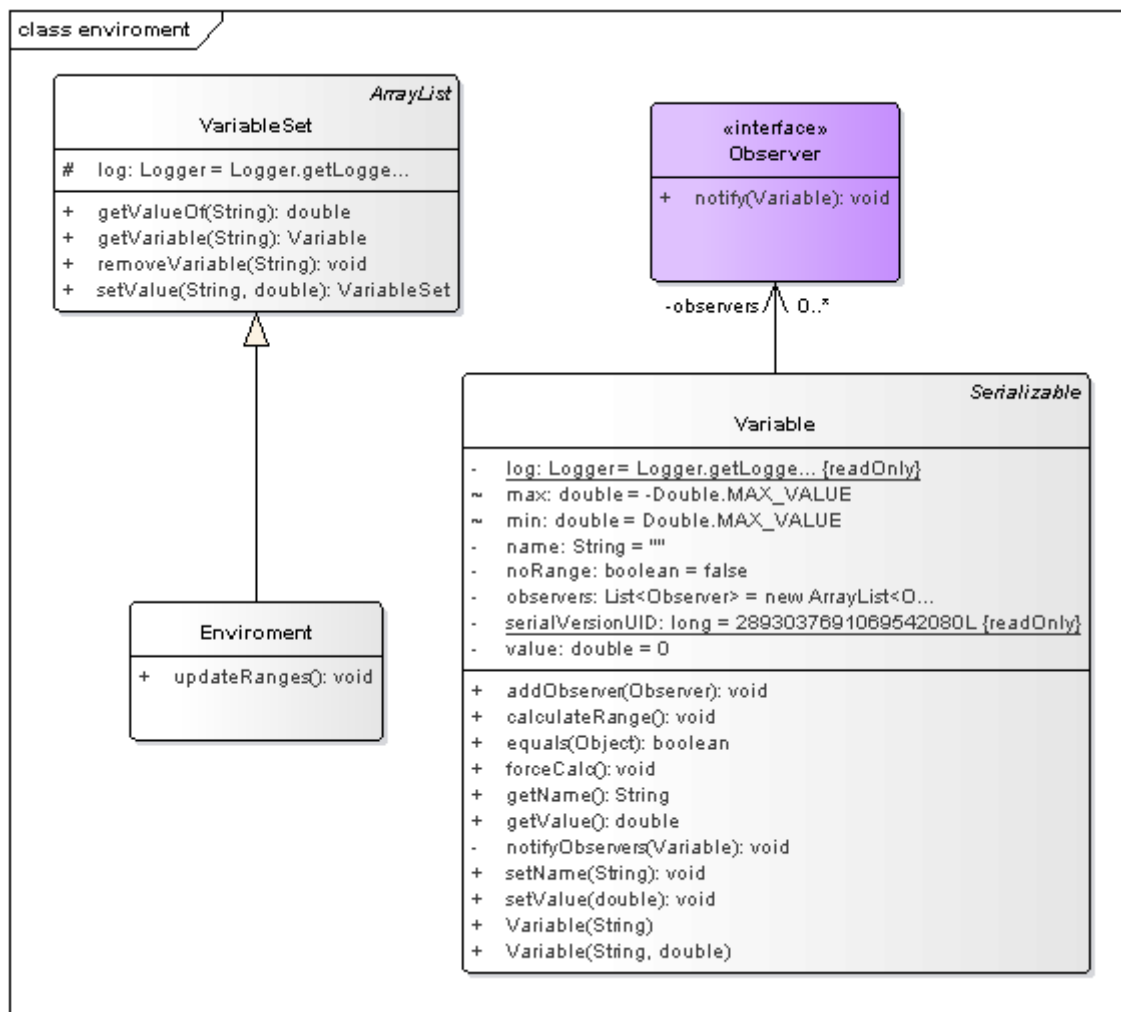 class enviroment
ArrayList
VariableSet
# log: Logger = Logger.getLogge...
+ getValueOf(String): double
+ getVariable(String): Variable
+ removeVariable(String): void
+ setValue(String, double): VariableSet
«interface»
Observer
+ notify(Variable): void
-observers 0..*
Serializable
Variable
- log: Logger = Logger.getLogge... {readOnly}
~ max: double = -Double.MAX_VALUE
~ min: double = Double.MAX_VALUE
- name: String = ""
- noRange: boolean = false
- observers: List<Observer> = new ArrayList<O...
- serialVersionUID: long = 2893037691069542080L {readOnly}
- value: double = 0
+ addObserver(Observer): void
+ calculateRange(): void
+ equals(Object): boolean
+ forceCalc(): void
+ getName(): String
+ getValue(): double
- notifyObservers(Variable): void
+ setName(String): void
+ setValue(double): void
+ Variable(String)
+ Variable(String, double)
Enviroment
+ updateRanges(): void